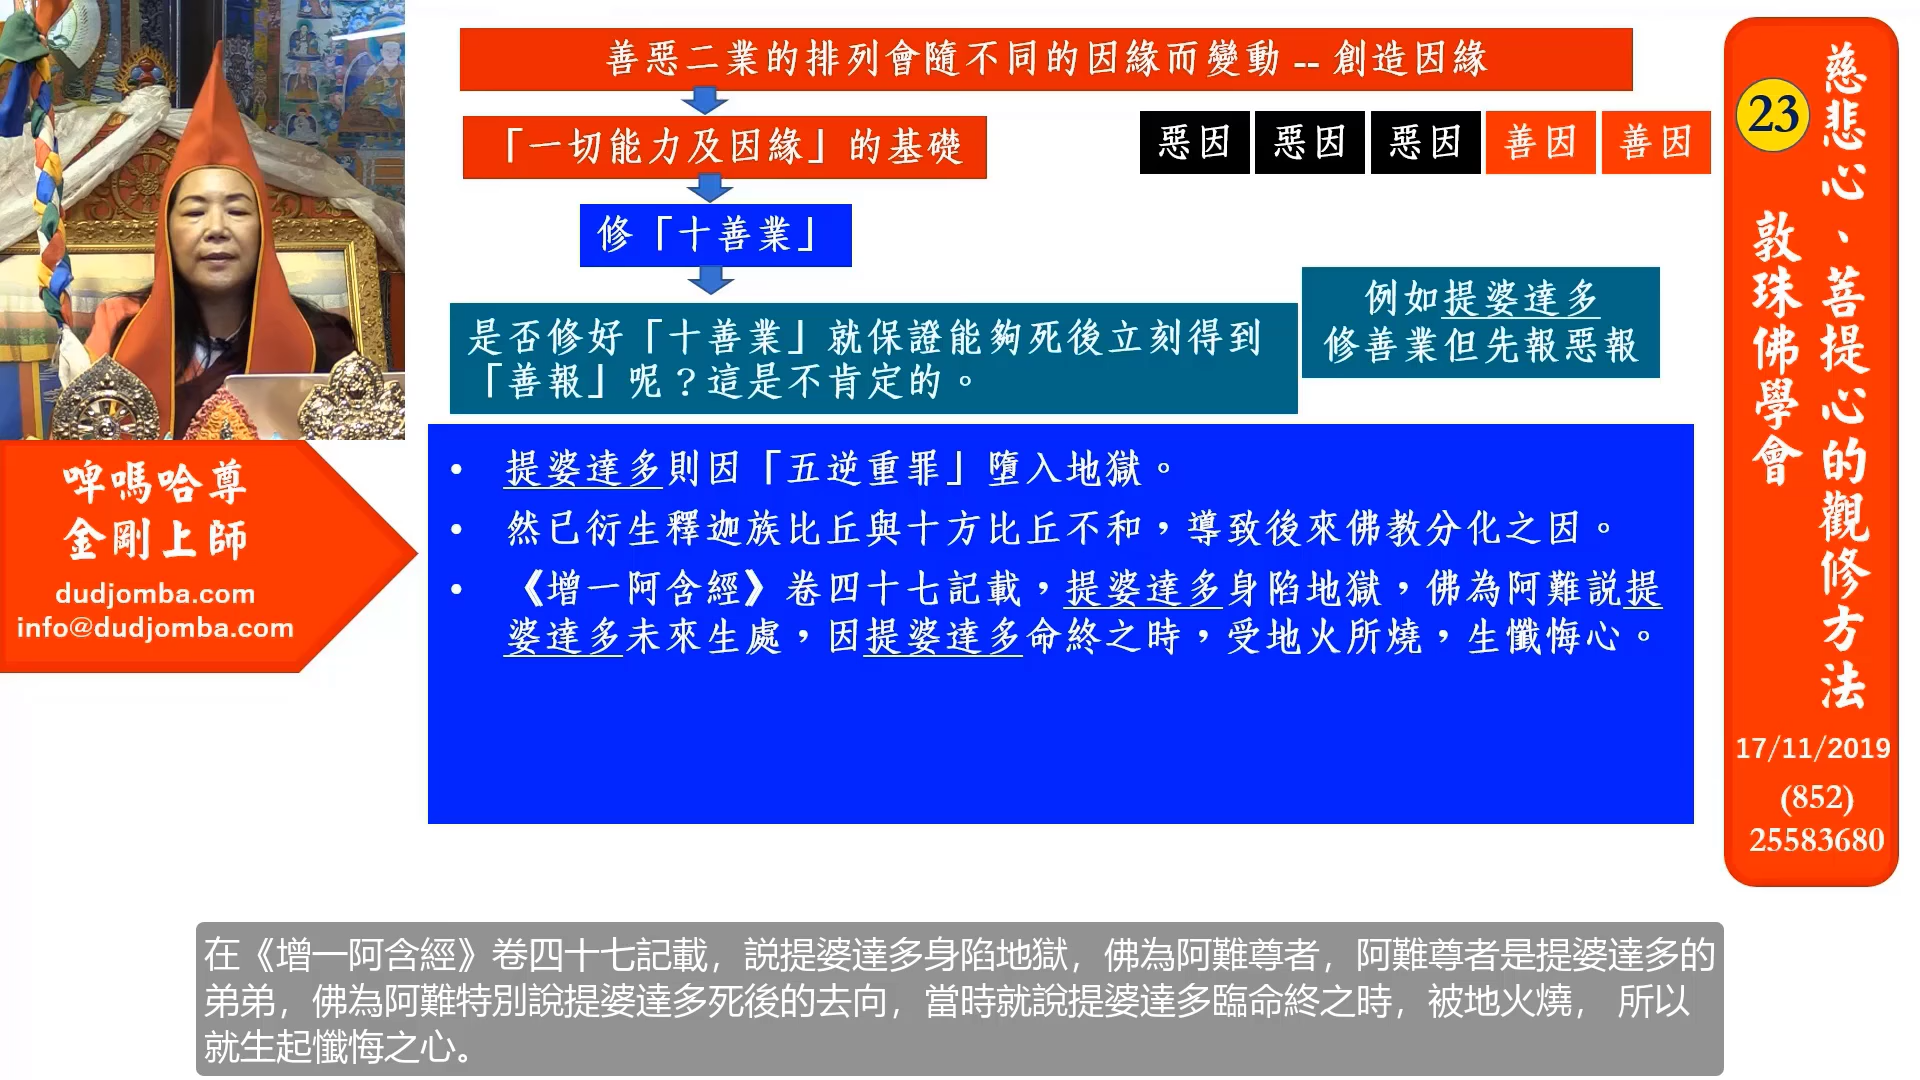 善惡二業的排列會隨不同的因緣而變動 -- 創造因緣
「一切能力及因緣」的基礎
惡因 惡因 惡因 善因 善因
修「十善業」
是否修好「十善業」就保證能夠死後立刻得到
「善報」呢？這是不肯定的。
例如提婆達多
修善業但先報惡報
• 提婆達多則因「五逆重罪」墮入地獄。
• 然已衍生釋迦族比丘與十方比丘不和，導致後來佛教分化之因。
• 《增一阿含經》卷四十七記載，提婆達多身陷地獄，佛為阿難説提
婆達多未來生處，因提婆達多命終之時，受地火所燒，生懺悔心。
啤嗎哈尊
金剛上師
dudjomba.com
info@dudjomba.com
23
慈悲心、菩提心的觀修方法
敦珠佛學會
17/11/2019
(852)
25583680
在《增一阿含經》卷四十七記載，説提婆達多身陷地獄，佛為阿難尊者，阿難尊者是提婆達多的
弟弟，佛為阿難特別說提婆達多死後的去向，當時就說提婆達多臨命終之時，被地火燒， 所以
就生起懺悔之心。